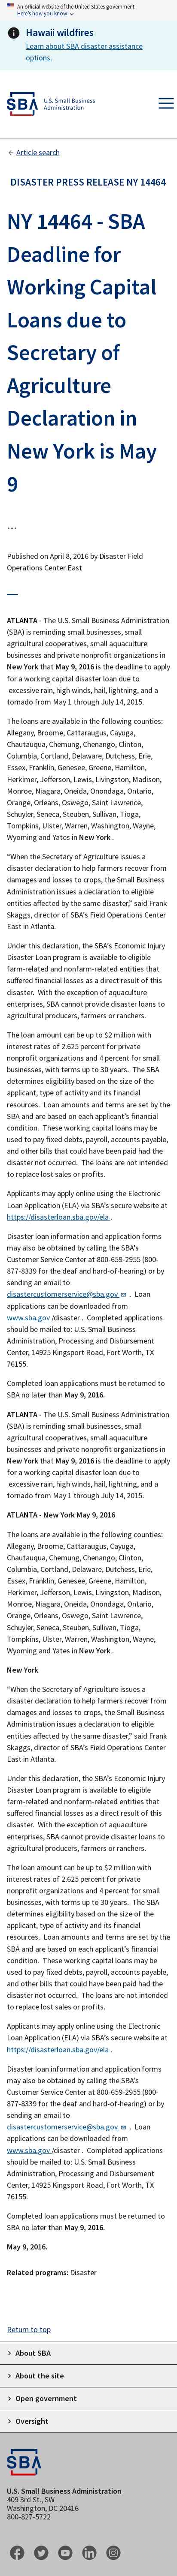 An official website of the United States government
Here's how you know
Hawaii wildfires
Learn about SBA disaster assistance
options.
SBA
U.S. Small Business
Administration
Article search
DISASTER PRESS RELEASE NY 14464
NY 14464 - SBA
Deadline for
Working Capital
Loans due to
Secretary of
Agriculture
Declaration in
New York is May
9
...
Published on April 8, 2016 by Disaster Field
Operations Center East
ATLANTA - The U.S. Small Business Administration
(SBA) is reminding small businesses, small
agricultural cooperatives, small aquaculture
businesses and private nonprofit organizations in
New York that May 9, 2016 is the deadline to apply
for a working capital disaster loan due to
excessive rain, high winds, hail, lightning, and a
tornado from May 1 through July 14, 2015.
The loans are available in the following counties:
Allegany, Broome, Cattaraugus, Cayuga,
Chautauqua, Chemung, Chenango, Clinton,
Columbia, Cortland, Delaware, Dutchess, Erie,
Essex, Franklin, Genesee, Greene, Hamilton,
Herkimer, Jefferson, Lewis, Livingston, Madison,
Monroe, Niagara, Oneida, Onondaga, Ontario,
Orange, Orleans, Oswego, Saint Lawrence,
Schuyler, Seneca, Steuben, Sullivan, Tioga,
Tompkins, Ulster, Warren, Washington, Wayne,
Wyoming and Yates in New York .
“When the Secretary of Agriculture issues a
disaster declaration to help farmers recover from
damages and losses to crops, the Small Business
Administration issues a declaration to eligible
entities affected by the same disaster,” said Frank
Skaggs, director of SBA’s Field Operations Center
East in Atlanta.
Under this declaration, the SBA’s Economic Injury
Disaster Loan program is available to eligible
farm-related and nonfarm-related entities that
suffered financial losses as a direct result of this
disaster. With the exception of aquaculture
enterprises, SBA cannot provide disaster loans to
agricultural producers, farmers or ranchers.
The loan amount can be up to $2 million with
interest rates of 2.625 percent for private
nonprofit organizations and 4 percent for small
businesses, with terms up to 30 years. The SBA
determines eligibility based on the size of the
applicant, type of activity and its financial
resources. Loan amounts and terms are set by the
SBA and are based on each applicant’s financial
condition. These working capital loans may be
used to pay fixed debts, payroll, accounts payable,
and other bills that could have been paid had the
disaster not occurred. The loans are not intended
to replace lost sales or profits.
Applicants may apply online using the Electronic
Loan Application (ELA) via SBA’s secure website at
https://disasterloan.sba.gov/ela .
Disaster loan information and application forms
may also be obtained by calling the SBA’s
Customer Service Center at 800-659-2955 (800-
877-8339 for the deaf and hard-of-hearing) or by
sending an email to
disastercustomerservice@sba.gov . Loan
applications can be downloaded from
www.sba.gov /disaster . Completed applications
should be mailed to: U.S. Small Business
Administration, Processing and Disbursement
Center, 14925 Kingsport Road, Fort Worth, TX
76155.
Completed loan applications must be returned to
SBA no later than May 9, 2016.
ATLANTA - The U.S. Small Business Administration
(SBA) is reminding small businesses, small
agricultural cooperatives, small aquaculture
businesses and private nonprofit organizations in
New York that May 9, 2016 is the deadline to apply
for a working capital disaster loan due to
excessive rain, high winds, hail, lightning, and a
tornado from May 1 through July 14, 2015.
ATLANTA - New York May 9, 2016
The loans are available in the following counties:
Allegany, Broome, Cattaraugus, Cayuga,
Chautauqua, Chemung, Chenango, Clinton,
Columbia, Cortland, Delaware, Dutchess, Erie,
Essex, Franklin, Genesee, Greene, Hamilton,
Herkimer, Jefferson, Lewis, Livingston, Madison,
Monroe, Niagara, Oneida, Onondaga, Ontario,
Orange, Orleans, Oswego, Saint Lawrence,
Schuyler, Seneca, Steuben, Sullivan, Tioga,
Tompkins, Ulster, Warren, Washington, Wayne,
Wyoming and Yates in New York .
New York
“When the Secretary of Agriculture issues a
disaster declaration to help farmers recover from
damages and losses to crops, the Small Business
Administration issues a declaration to eligible
entities affected by the same disaster,” said Frank
Skaggs, director of SBA’s Field Operations Center
East in Atlanta.
Under this declaration, the SBA’s Economic Injury
Disaster Loan program is available to eligible
farm-related and nonfarm-related entities that
suffered financial losses as a direct result of this
disaster. With the exception of aquaculture
enterprises, SBA cannot provide disaster loans to
agricultural producers, farmers or ranchers.
The loan amount can be up to $2 million with
interest rates of 2.625 percent for private
nonprofit organizations and 4 percent for small
businesses, with terms up to 30 years. The SBA
determines eligibility based on the size of the
applicant, type of activity and its financial
resources. Loan amounts and terms are set by the
SBA and are based on each applicant’s financial
condition. These working capital loans may be
used to pay fixed debts, payroll, accounts payable,
and other bills that could have been paid had the
disaster not occurred. The loans are not intended
to replace lost sales or profits.
Applicants may apply online using the Electronic
Loan Application (ELA) via SBA’s secure website at
https://disasterloan.sba.gov/ela .
Disaster loan information and application forms
may also be obtained by calling the SBA’s
Customer Service Center at 800-659-2955 (800-
877-8339 for the deaf and hard-of-hearing) or by
sending an email to
disastercustomerservice@sba.gov . Loan
applications can be downloaded from
www.sba.gov /disaster . Completed applications
should be mailed to: U.S. Small Business
Administration, Processing and Disbursement
Center, 14925 Kingsport Road, Fort Worth, TX
76155.
Completed loan applications must be returned to
SBA no later than May 9, 2016.
May 9, 2016.
Related programs: Disaster
Return to top
About SBA
About the site
Open government
Oversight
SBA
U.S. Small Business Administration
409 3rd St., SW
Washington, DC 20416
800-827-5722